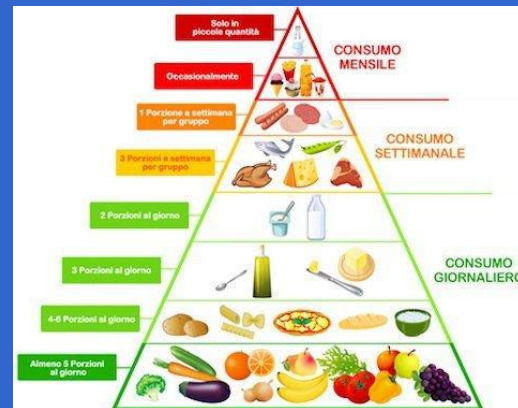 Solo in
piccole quantità
CONSUMO
MENSILE
Occasionalmente
1 Porzione a settimana
per gruppo
CONSUMO
SETTIMANALE
3 Porzioni a settimana
per gruppo
2 Porzioni al giorno
3 Porzioni al giorno
CONSUMO
GIORNALIERO
4-6 Porzioni al giorno
Almeno 5 Porzioni
al giorno